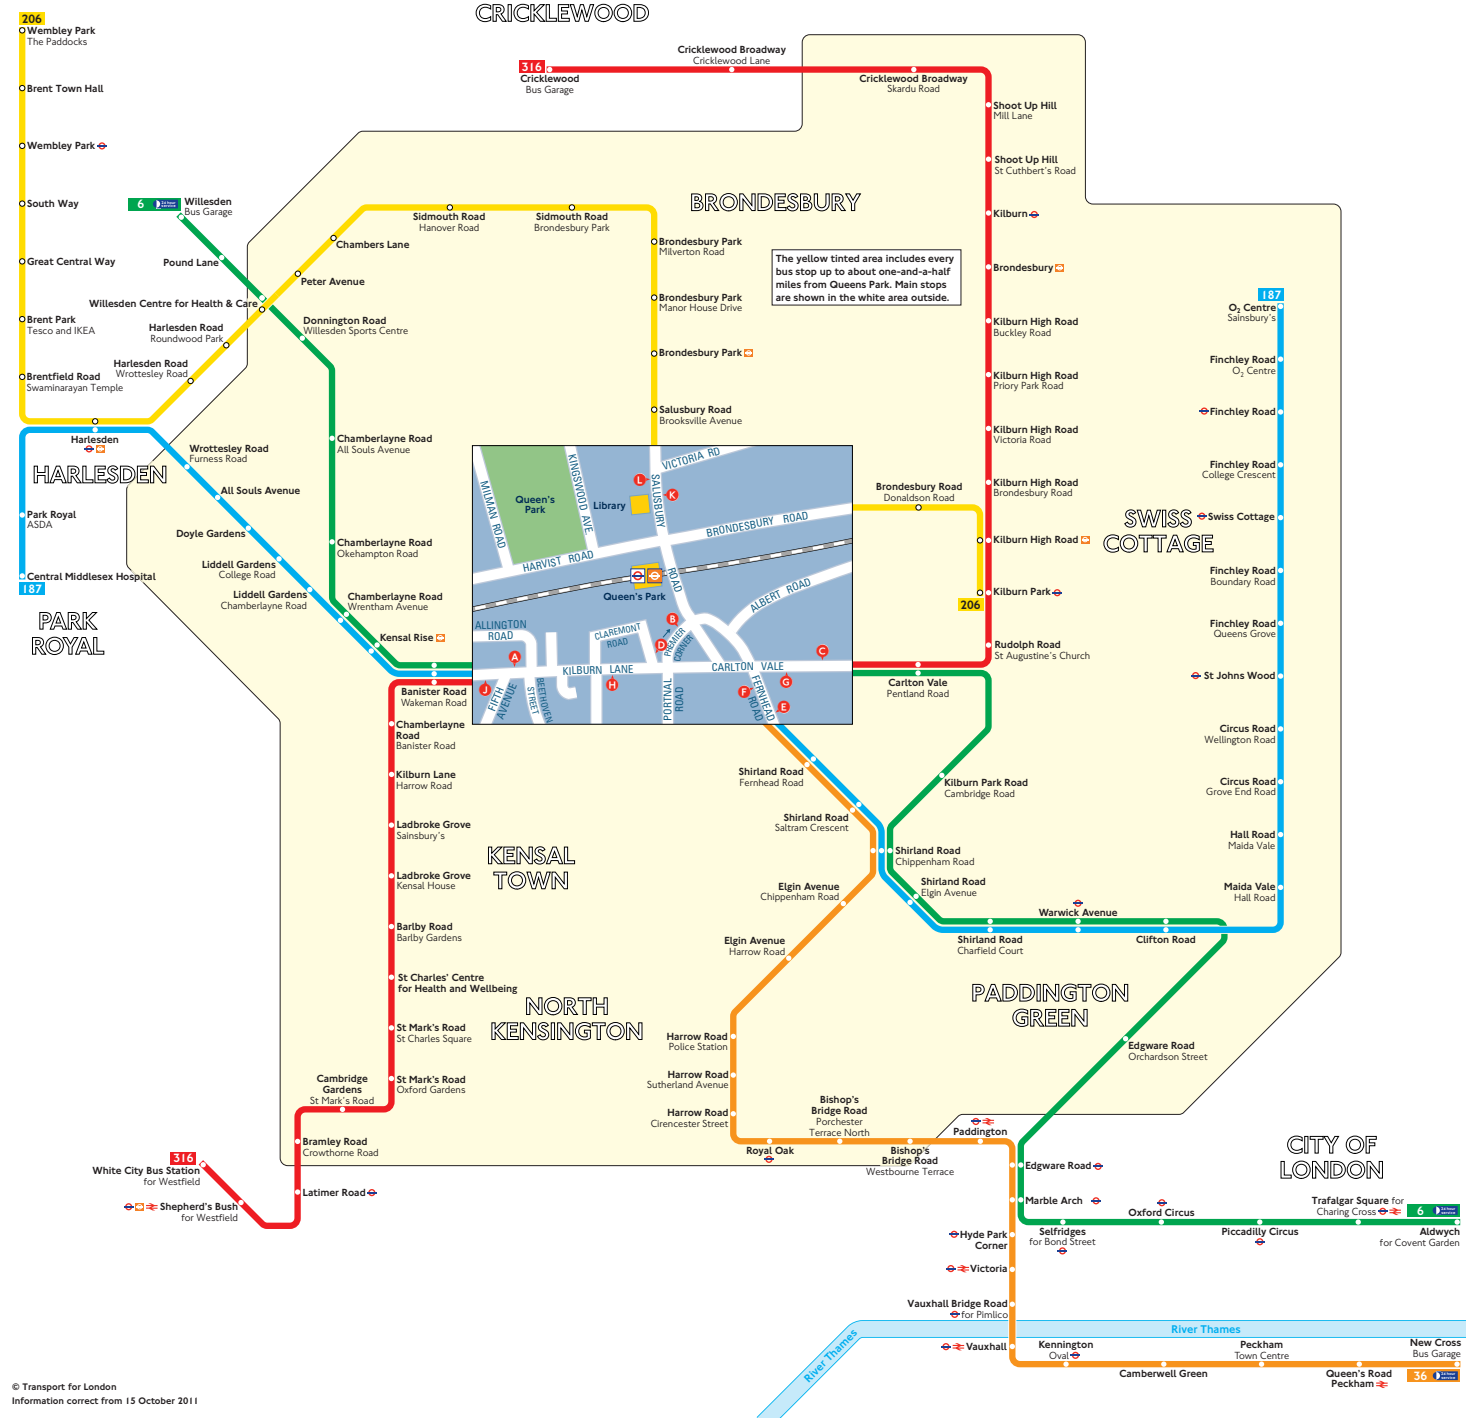 CRICKLEWOOD
206
Wembley Park
The Paddocks
Brent Town Hall
Wembley Park
South Way
Great Central Way
Brent Park
Tesco and IKEA
Brentfield Road
Swaminarayan Temple
Harlesden
HARLESDEN
Park Royal
ASDA
Central Middlesex Hospital
187
PARK
ROYAL
6
24 hour
service
Willesden
Bus Garage
Pound Lane
Willesden Centre for Health & Care
Harlesden Road
Roundwood Park
Harlesden Road
Wrottesley Road
Peter Avenue
Chambers Lane
Donnington Road
Willesden Sports Centre
Sidmouth Road
Hanover Road
Sidmouth Road
Brondesbury Park
Brondesbury Park
Milverton Road
Brondesbury Park
Manor House Drive
Brondesbury Park
Salusbury Road
Brooksville Avenue
BRONDESBURY
The yellow tinted area includes every
bus stop up to about one-and-a-half
miles from Queens Park. Main stops
are shown in the white area outside.
316
Cricklewood
Bus Garage
Cricklewood Broadway
Cricklewood Lane
Cricklewood Broadway
Skardu Road
Shoot Up Hill
Mill Lane
Shoot Up Hill
St Cuthbert's Road
Kilburn
Brondesbury
Kilburn High Road
Buckley Road
Kilburn High Road
Priory Park Road
Kilburn High Road
Victoria Road
Kilburn High Road
Brondesbury Road
Kilburn High Road
Kilburn Park
206
Brondesbury Road
Donaldson Road
Rudolph Road
St Augustine's Church
Carlton Vale
Pentland Road
187
O2 Centre
Sainsbury's
Finchley Road
O2 Centre
Finchley Road
Finchley Road
College Crescent
Swiss Cottage
SWISS
COTTAGE
Finchley Road
Boundary Road
Finchley Road
Queens Grove
St Johns Wood
Circus Road
Wellington Road
Circus Road
Grove End Road
Hall Road
Maida Vale
Maida Vale
Hall Road
Wrottesley Road
Furness Road
All Souls Avenue
Doyle Gardens
Liddell Gardens
College Road
Liddell Gardens
Chamberlayne Road
Chamberlayne Road
All Souls Avenue
Chamberlayne Road
Okehampton Road
Chamberlayne Road
Wrentham Avenue
Kensal Rise
Banister Road
Wakeman Road
MILMAN ROAD
Queen's
Park
KINGSWOOD AVE
Library
L
K
SALUSBURY
ROAD
VICTORIA RD
HARVIST ROAD
BRONDESBURY ROAD
Queen's Park
ALBERT ROAD
ALLINGTON
ROAD
CLAREMONT
ROAD
PREMIER
CORNER
B
D
A
C
KILBURN LANE
CARLTON VALE
J
H
F
G
E
FIFTH
AVENUE
BEETHOVEN
STREET
PORTNAL
ROAD
FERNHEAD
ROAD
Chamberlayne
Road
Banister Road
Kilburn Lane
Harrow Road
Ladbroke Grove
Sainsbury's
Ladbroke Grove
Kensal House
Barlby Road
Barlby Gardens
St Charles' Centre
for Health and Wellbeing
St Mark's Road
St Charles Square
St Mark's Road
Oxford Gardens
Cambridge
Gardens
St Mark's Road
Bramley Road
Crowthorne Road
Latimer Road
316
White City Bus Station
for Westfield
Shepherd's Bush
for Westfield
KENSAL
TOWN
NORTH
KENSINGTON
Shirland Road
Fernhead Road
Shirland Road
Saltram Crescent
Kilburn Park Road
Cambridge Road
Shirland Road
Chippenham Road
Shirland Road
Elgin Avenue
Elgin Avenue
Chippenham Road
Elgin Avenue
Harrow Road
Shirland Road
Charfield Court
Warwick Avenue
Clifton Road
PADDINGTON
GREEN
Harrow Road
Police Station
Harrow Road
Sutherland Avenue
Harrow Road
Cirencester Street
Royal Oak
Bishop's
Bridge Road
Porchester
Terrace North
Bishop's
Bridge Road
Westbourne Terrace
Paddington
Edgware Road
Orchardson Street
Edgware Road
Marble Arch
Selfridges
for Bond Street
Oxford Circus
Piccadilly Circus
Trafalgar Square for
Charing Cross
6
24 hour
service
Aldwych
for Covent Garden
CITY OF
LONDON
Hyde Park
Corner
Victoria
Vauxhall Bridge Road
for Pimlico
Vauxhall
River Thames
River Thames
Kennington
Oval
Camberwell Green
Peckham
Town Centre
Queen's Road
Peckham
New Cross
Bus Garage
36
24 hour
service
© Transport for London
Information correct from 15 October 2011